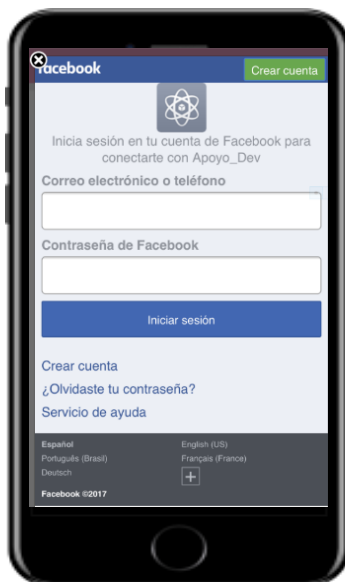 facebook
Crear cuenta
Inicia sesión en tu cuenta de Facebook para
conectarte con Apoyo_Dev
Correo electrónico o teléfono
Contraseña de Facebook
Iniciar sesión
Crear cuenta
¿Olvidaste tu contraseña?
Servicio de ayuda
Español
English (US)
Português (Brasil)
Français (France)
Deutsch
Facebook ©2017